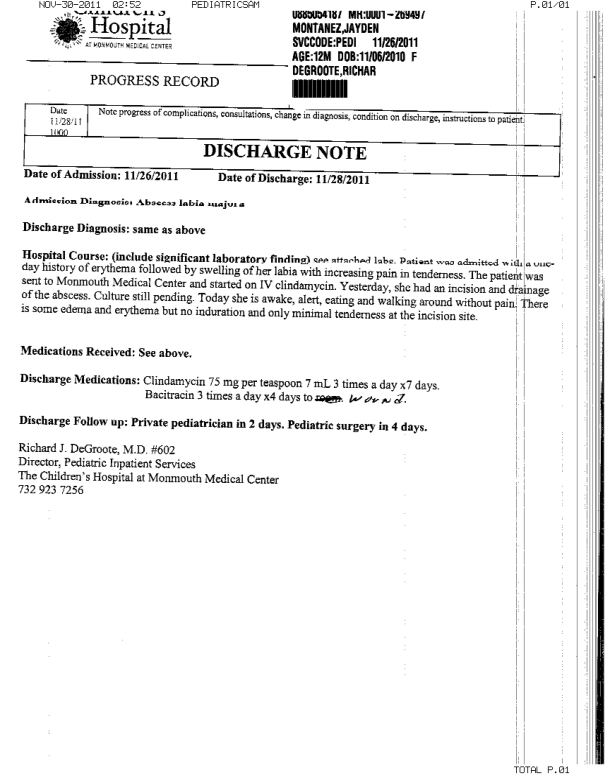 NOV-30-2011 02:52 PEDIATRICSAM P.01/01
Children's
Hospital
AT MONMOUTH MEDICAL CENTER
0885054187 MR:0001-269497
MONTANEZ,JAYDEN
SVCCODE:PEDI 11/26/2011
AGE:12M DOB:11/06/2010 F
DEGROOTE,RICHAR
PROGRESS RECORD
Date
11/28/11
1000
Note progress of complications, consultations, change in diagnosis, condition on discharge, instructions to patient.
DISCHARGE NOTE
Date of Admission: 11/26/2011 Date of Discharge: 11/28/2011
Admission Diagnosis: Abscess labia majora
Discharge Diagnosis: same as above
Hospital Course: (include significant laboratory finding) see attached labs. Patient was admitted with a one-
day history of erythema followed by swelling of her labia with increasing pain in tenderness. The patient was
sent to Monmouth Medical Center and started on IV clindamycin. Yesterday, she had an incision and drainage
of the abscess. Culture still pending. Today she is awake, alert, eating and walking around without pain. There
is some edema and erythema but no induration and only minimal tenderness at the incision site.
Medications Received: See above.
Discharge Medications: Clindamycin 75 mg per teaspoon 7 mL 3 times a day x7 days.
Bacitracin 3 times a day x4 days to wound.
Discharge Follow up: Private pediatrician in 2 days. Pediatric surgery in 4 days.
Richard J. DeGroote, M.D. #602
Director, Pediatric Inpatient Services
The Children's Hospital at Monmouth Medical Center
732 923 7256
TOTAL P.01